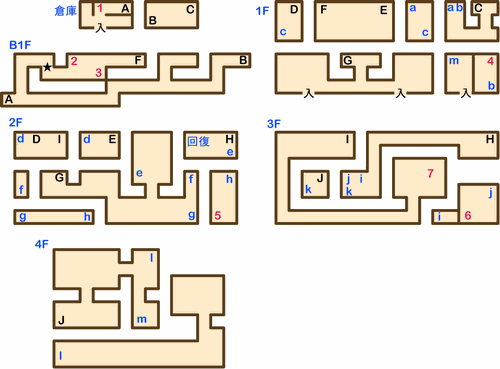 倉庫
1 A
B C
入
B1F
★ 2 F
3 B
A
1F
D F E a ab C
c c
G m 4
b
入 入 入
2F
d D I d E 回復 H
e e
f G f h
g h g 5
3F
I H
J j i 7
k k j
i 6
4F
l
J m
l